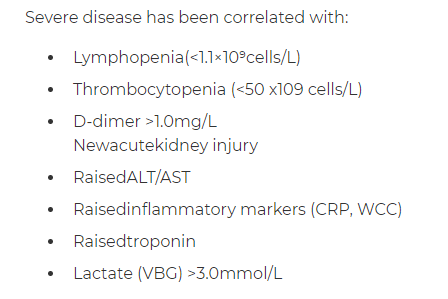 Severe disease has been correlated with:
• Lymphopenia(<1.1×10⁹cells/L)
• Thrombocytopenia (<50 x109 cells/L)
• D-dimer >1.0mg/L
Newacutekidney injury
• RaisedALT/AST
• Raisedinflammatory markers (CRP, WCC)
• Raisedtroponin
• Lactate (VBG) >3.0mmol/L